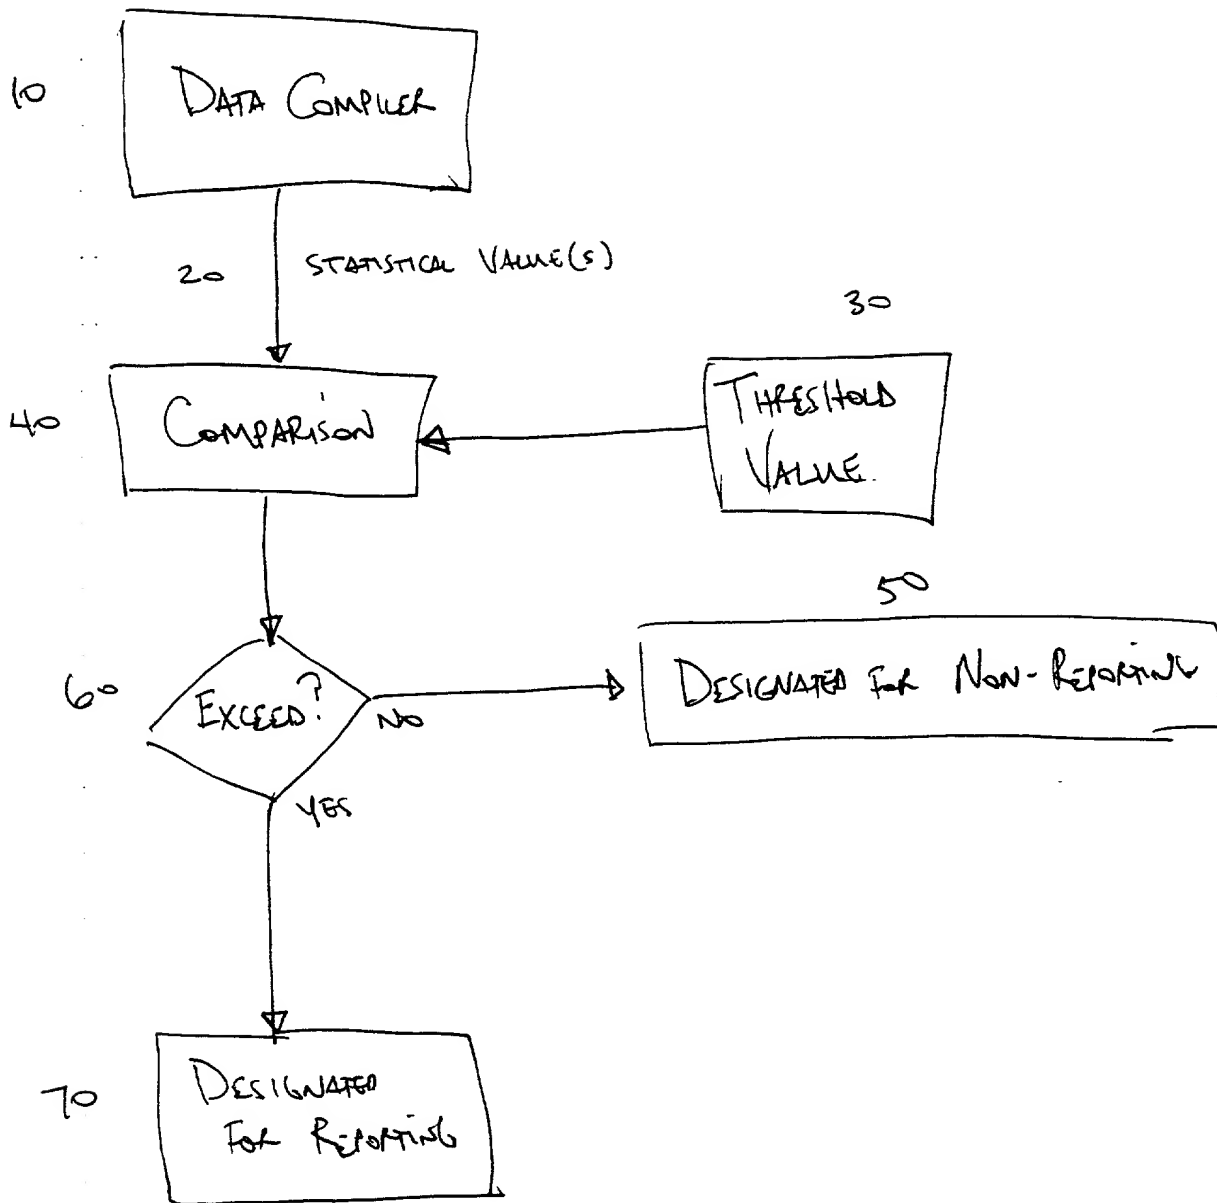 10
DATA COMPILER
20
STATISTICAL VALUE(S)
30
40
COMPARISON
THRESHOLD
VALUE.
50
60
EXCEED?
NO
DESIGNATED FOR NON-REPORTING
YES
70
DESIGNATED
FOR REPORTING